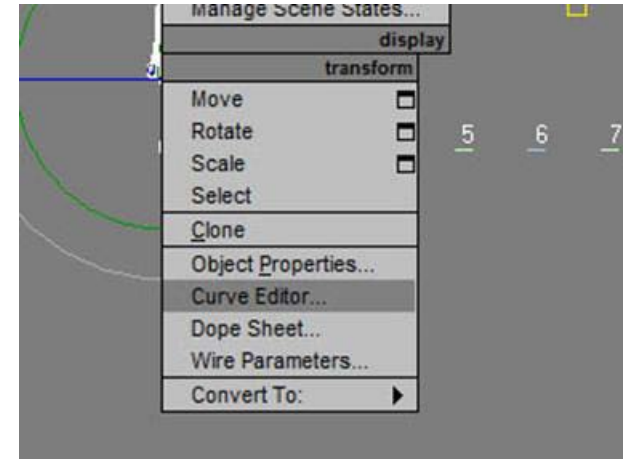 Manage Scene States...
display
transform
Move
Rotate
Scale
Select
Clone
Object Properties...
Curve Editor...
Dope Sheet...
Wire Parameters...
Convert To:
5 6 7